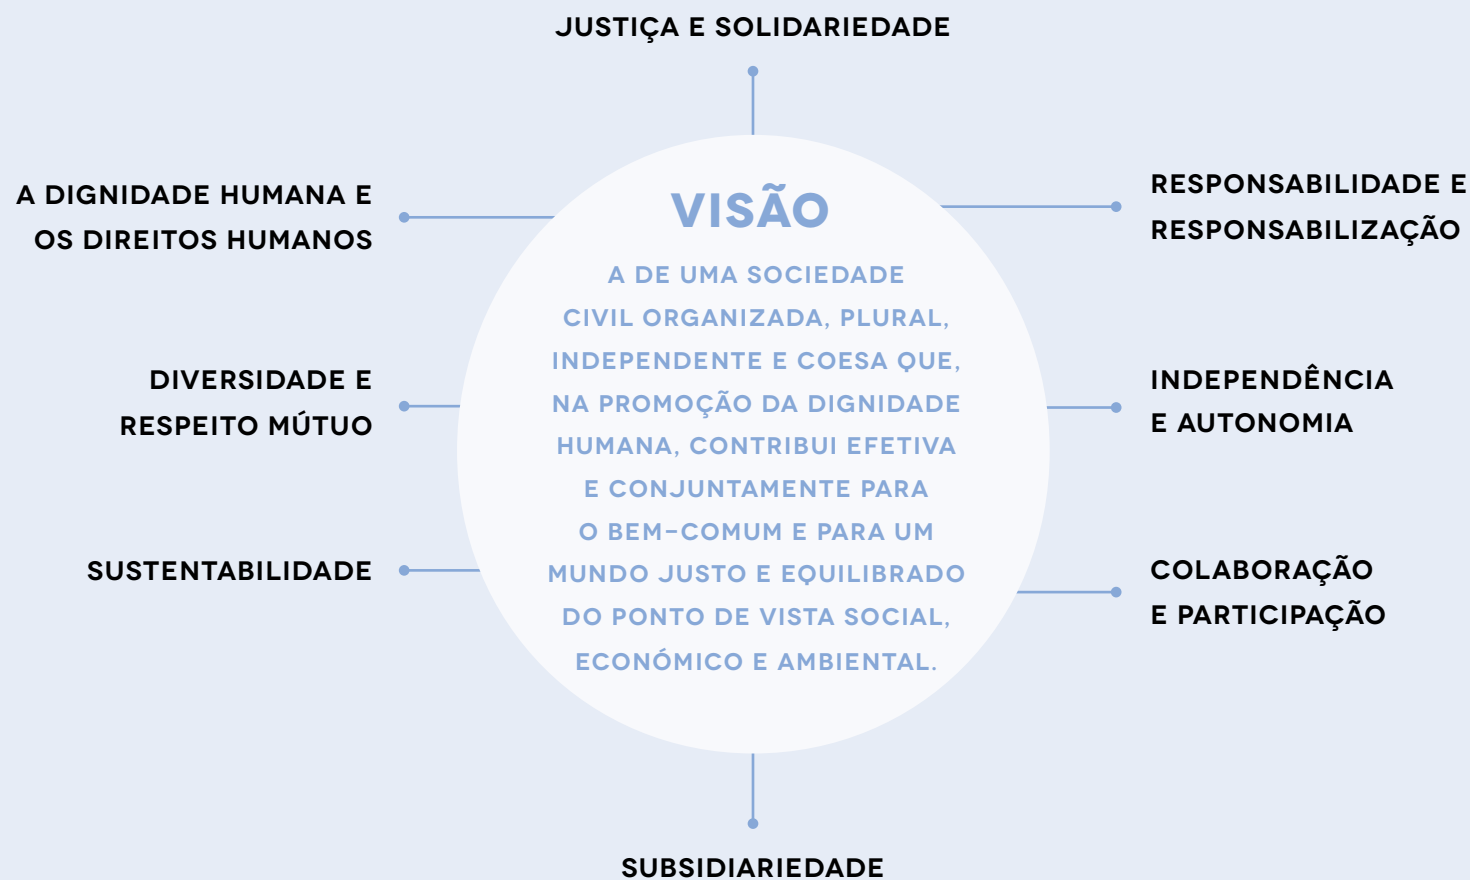 JUSTIÇA E SOLIDARIEDADE
A DIGNIDADE HUMANA E
OS DIREITOS HUMANOS
RESPONSABILIDADE E
RESPONSABILIZAÇÃO
VISÃO
A DE UMA SOCIEDADE
CIVIL ORGANIZADA, PLURAL,
INDEPENDENTE E COESA QUE,
NA PROMOÇÃO DA DIGNIDADE
HUMANA, CONTRIBUI EFETIVA
E CONJUNTAMENTE PARA
O BEM-COMUM E PARA UM
MUNDO JUSTO E EQUILIBRADO
DO PONTO DE VISTA SOCIAL,
ECONÓMICO E AMBIENTAL.
DIVERSIDADE E
RESPEITO MÚTUO
INDEPENDÊNCIA
E AUTONOMIA
SUSTENTABILIDADE
COLABORAÇÃO
E PARTICIPAÇÃO
SUBSIDIARIEDADE